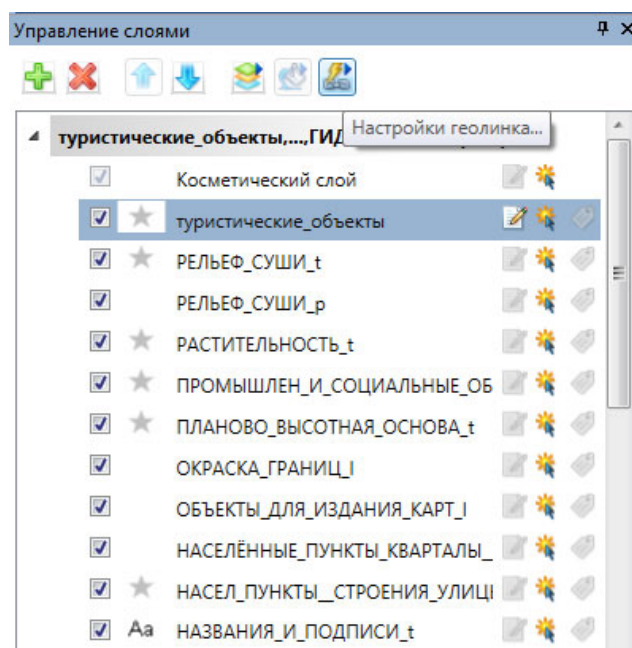 Управление слоями
Настройки геолинка...
туристические_объекты,...,ГИД
Косметический слой
туристические_объекты
РЕЛЬЕФ_СУШИ_t
РЕЛЬЕФ_СУШИ_p
РАСТИТЕЛЬНОСТЬ_t
ПРОМЫШЛЕН_И_СОЦИАЛЬНЫЕ_ОБ
ПЛАНОВО_ВЫСОТНАЯ_ОСНОВА_t
ОКРАСКА_ГРАНИЦ_l
ОБЪЕКТЫ_ДЛЯ_ИЗДАНИЯ_КАРТ_l
НАСЕЛЁННЫЕ_ПУНКТЫ_КВАРТАЛЫ_
НАСЕЛ_ПУНКТЫ__СТРОЕНИЯ_УЛИЦЫ
Aa НАЗВАНИЯ_И_ПОДПИСИ_t